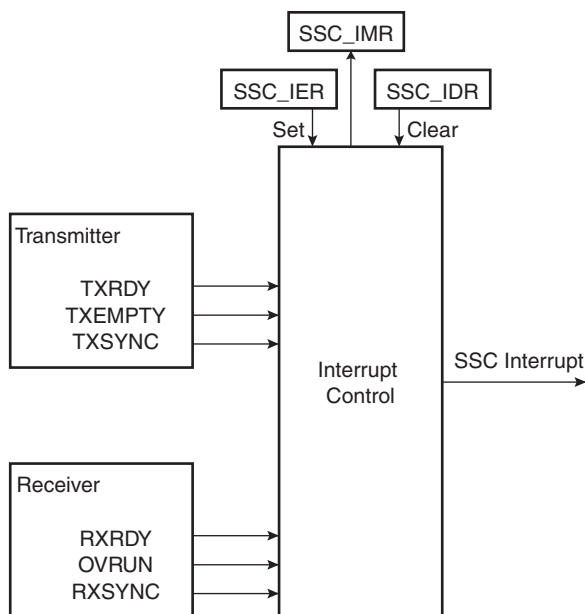 SSC_IMR
SSC_IER
SSC_IDR
Set
Clear
Transmitter
TXRDY
TXEMPTY
TXSYNC
Interrupt
Control
SSC Interrupt
Receiver
RXRDY
OVRUN
RXSYNC